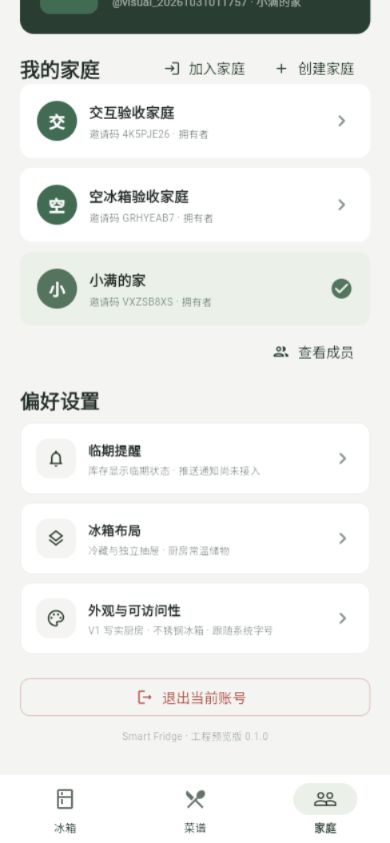 @visual_20261031011757 · 小满的家
我的家庭
加入家庭
创建家庭
交
交互验收家庭
邀请码 4K5PJE26 · 拥有者
空
空冰箱验收家庭
邀请码 GRHYEAB7 · 拥有者
小
小满的家
邀请码 VXZSB8XS · 拥有者
查看成员
偏好设置
临期提醒
库存显示临期状态 · 推送通知尚未接入
冰箱布局
冷藏与独立抽屉 · 厨房常温储物
外观与可访问性
V1 写实厨房 · 不锈钢冰箱 · 跟随系统字号
退出当前账号
Smart Fridge · 工程预览版 0.1.0
冰箱
菜谱
家庭